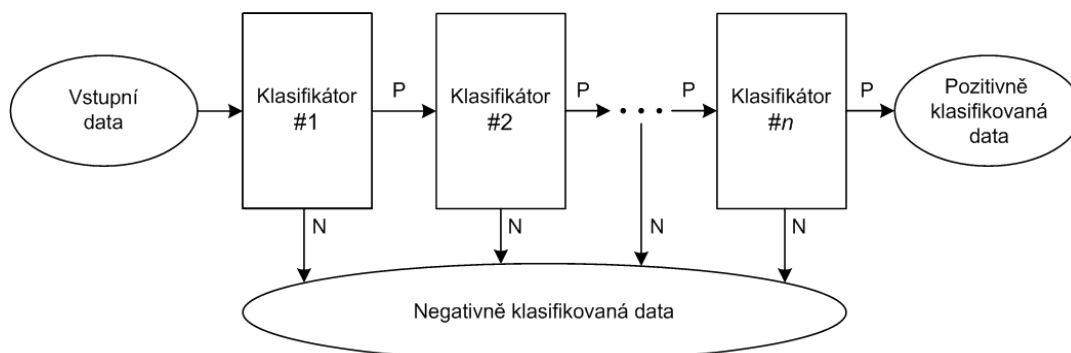 Vstupní
data
Klasifikátor
#1
P
Klasifikátor
#2
P
• • •
P
Klasifikátor
#n
P
Pozitivně
klasifikovaná
data
N
N
N
N
Negativně klasifikovaná data